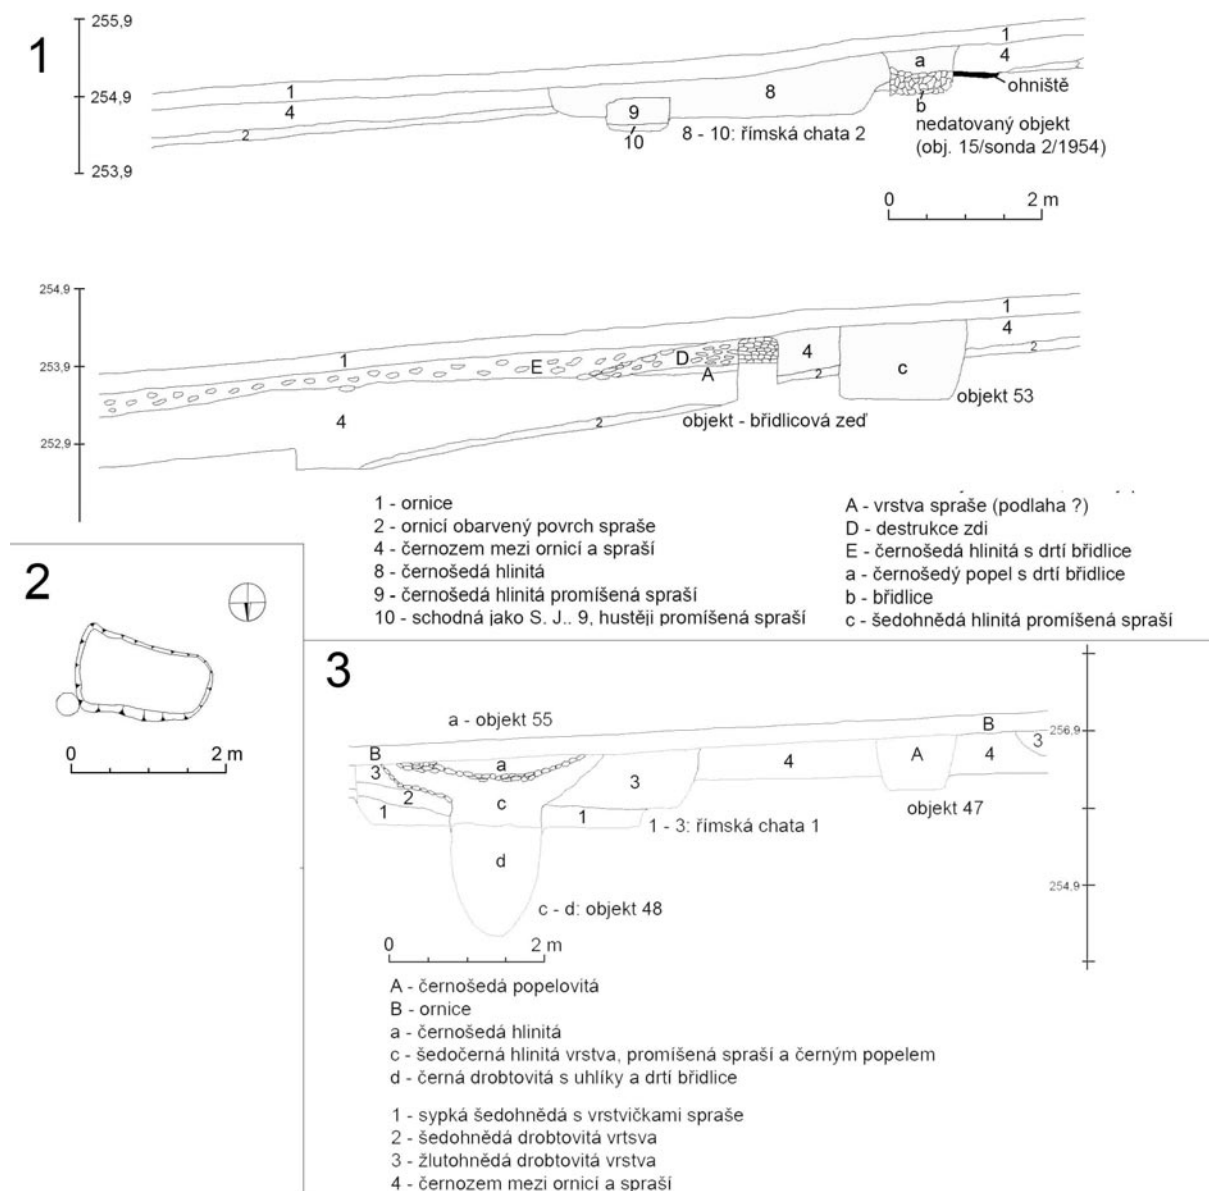 1
255,9
254,9
253,9
1
4
2
8
9
10
8 - 10: římská chata 2
a
b
1
4
ohniště
nedatovaný objekt
(obj. 15/sonda 2/1954)
0 2 m
254,9
253,9
252,9
1
E
D
A
4
2
4
2
c
1
4
2
objekt 53
objekt - břidlicová zeď
1 - ornice
2 - ornicí obarvený povrch spraše
4 - černozem mezi ornicí a spraší
8 - černošedá hlinitá
9 - černošedá hlinitá promíšená spraší
10 - schodná jako S. J.. 9, hustěji promíšená spraší
A - vrstva spraše (podlaha ?)
D - destrukce zdi
E - černošedá hlinitá s drtí břidlice
a - černošedý popel s drtí břidlice
b - břidlice
c - šedohnědá hlinitá promíšená spraší
2
0 2 m
3
a - objekt 55
B
3
2
1
a
c
d
3
1
4
A
B
4
3
256,9
254,9
objekt 47
1 - 3: římská chata 1
c - d: objekt 48
0 2 m
A - černošedá popelovitá
B - ornice
a - černošedá hlinitá
c - šedočerná hlinitá vrstva, promíšená spraší a černým popelem
d - černá drobtovitá s uhlíky a drtí břidlice
1 - sypká šedohnědá s vrstvičkami spraše
2 - šedohnědá drobtovitá vrtsva
3 - žlutohnědá drobtovitá vrstva
4 - černozem mezi ornicí a spraší